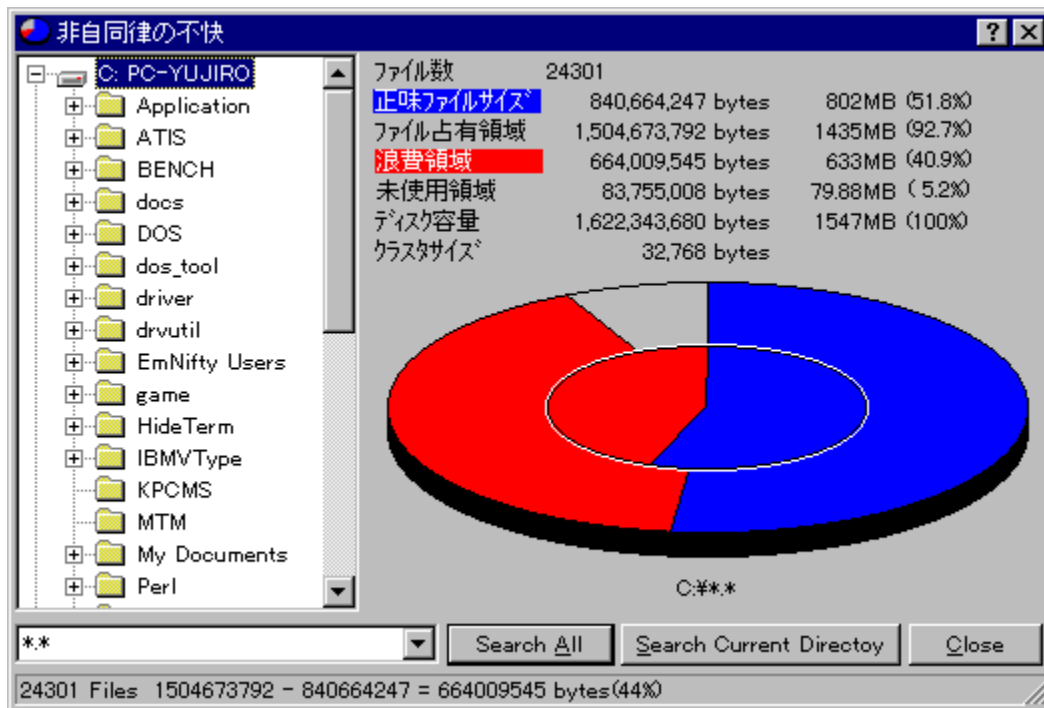 非自同律の不快
C: PC-YUJIRO
Application
ATIS
BENCH
docs
DOS
dos_tool
driver
drvutil
EmNifty Users
game
HideTerm
IBMVType
KPCMS
MTM
My Documents
Perl
ﾌｧｲﾙ数 24301
正味ﾌｧｲﾙｻｲｽﾞ 840,664,247 bytes 802MB (51.8%)
ﾌｧｲﾙ占有領域 1,504,673,792 bytes 1435MB (92.7%)
浪費領域 664,009,545 bytes 633MB (40.9%)
未使用領域 83,755,008 bytes 79.88MB ( 5.2%)
ﾃﾞｨｽｸ容量 1,622,343,680 bytes 1547MB (100%)
ｸﾗｽﾀｻｲｽﾞ 32,768 bytes
C:¥*.*
*.*
Search All
Search Current Directoy
Close
24301 Files 1504673792 - 840664247 = 664009545 bytes(44%)